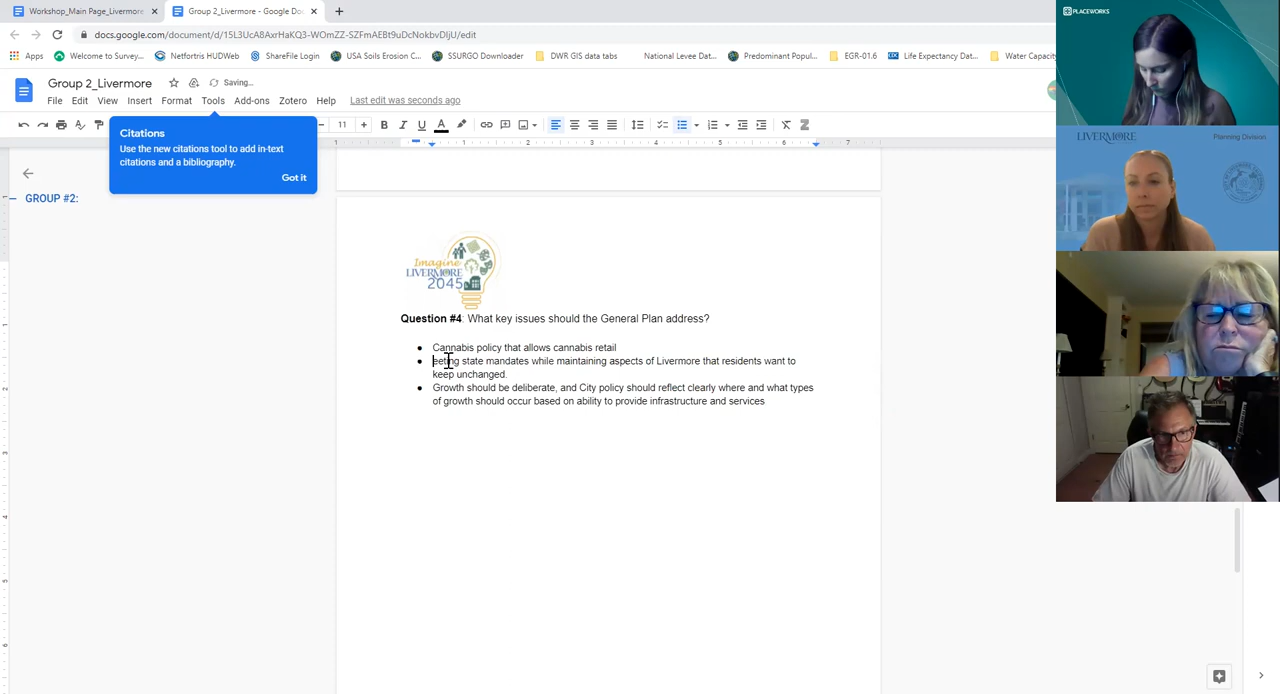 Workshop_Main Page_Livermore
Group 2_Livermore - Google Doc
docs.google.com/document/d/15L3UcA8AxrHaKQ3-WOmZZ-SZFmAEBt9uDcNokbvDIjU/edit
Apps
Welcome to Survey...
Netfortris HUDWeb
ShareFile Login
USA Soils Erosion C...
SSURGO Downloader
DWR GIS data tabs
National Levee Dat...
Predominant Popul...
EGR-01.6
Life Expectancy Dat...
Water Capacity
Group 2_Livermore
Saving...
File Edit View Insert Format Tools Add-ons Zotero Help Last edit was seconds ago
11
Citations
Use the new citations tool to add in-text
citations and a bibliography.
Got it
GROUP #2:
Imagine
LIVERMORE
2045
Question #4: What key issues should the General Plan address?
Cannabis policy that allows cannabis retail
eeting state mandates while maintaining aspects of Livermore that residents want to
keep unchanged.
Growth should be deliberate, and City policy should reflect clearly where and what types
of growth should occur based on ability to provide infrastructure and services
PLACEWORKS
LIVERMORE
Planning Division